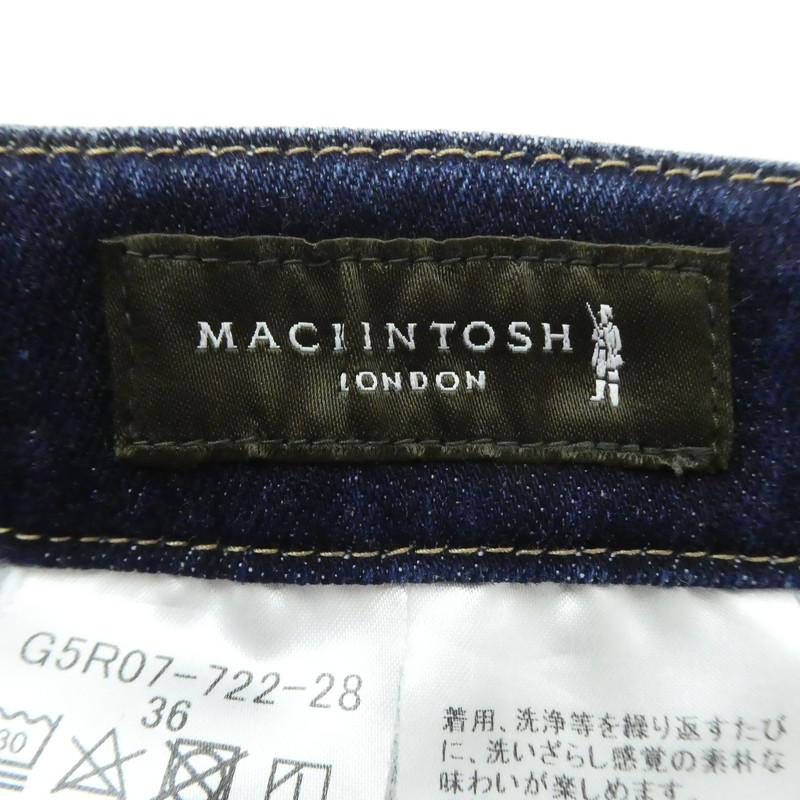 MACKINTOSH
LONDON
G5R07-722-28
36
30
着用、洗浄等を繰り返すたび
に、洗いざらし感覚の素朴な
味わいが楽しめます。